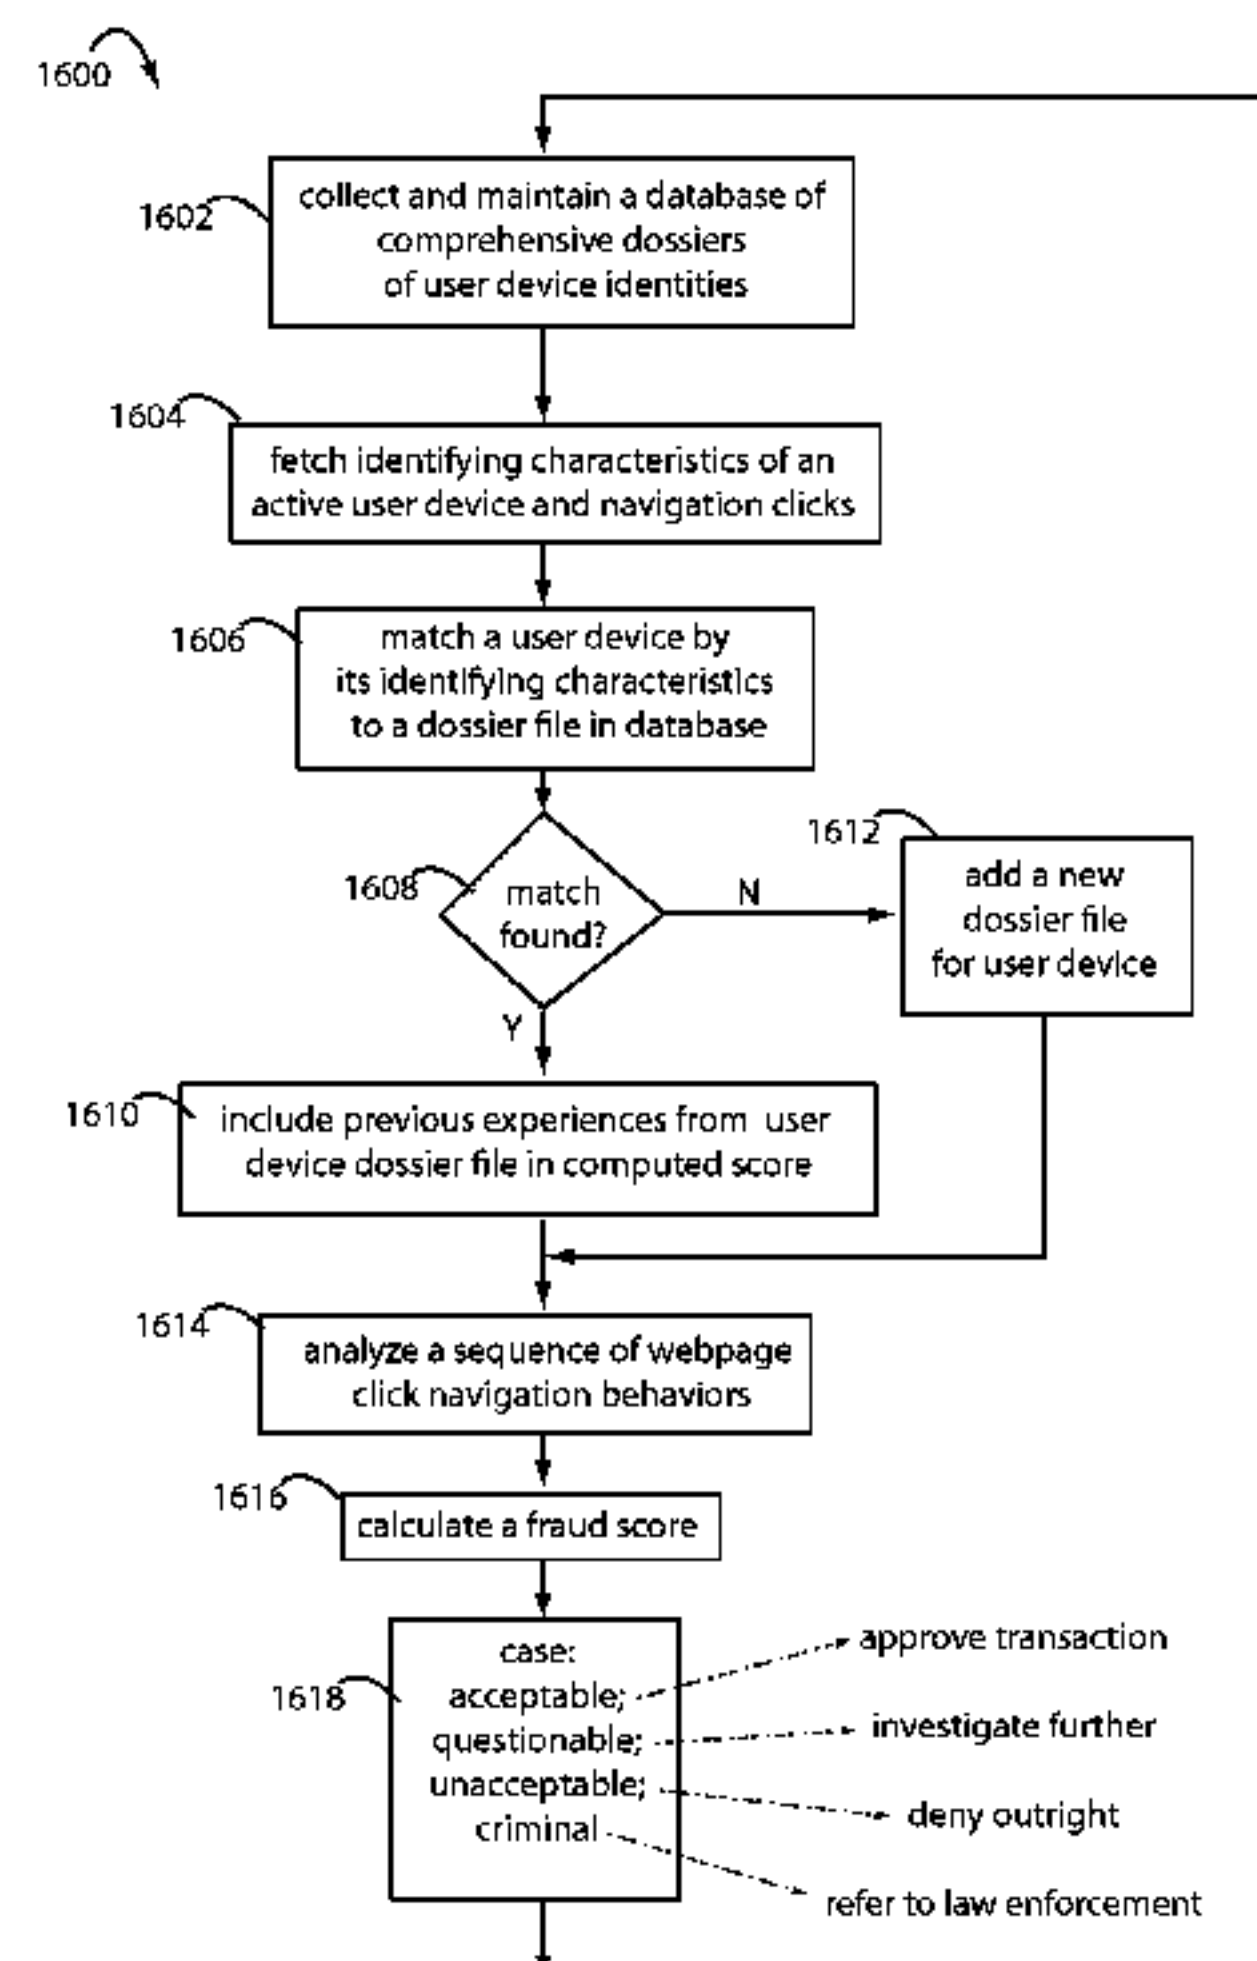 1600
1602
collect and maintain a database of
comprehensive dossiers
of user device identities
1604
fetch identifying characteristics of an
active user device and navigation clicks
1606
match a user device by
its identifying characteristics
to a dossier file in database
1608
match
found?
N
Y
1612
add a new
dossier file
for user device
1610
include previous experiences from user
device dossier file in computed score
1614
analyze a sequence of webpage
click navigation behaviors
1616
calculate a fraud score
1618
case:
acceptable;
questionable;
unacceptable;
criminal
approve transaction
investigate further
deny outright
refer to law enforcement